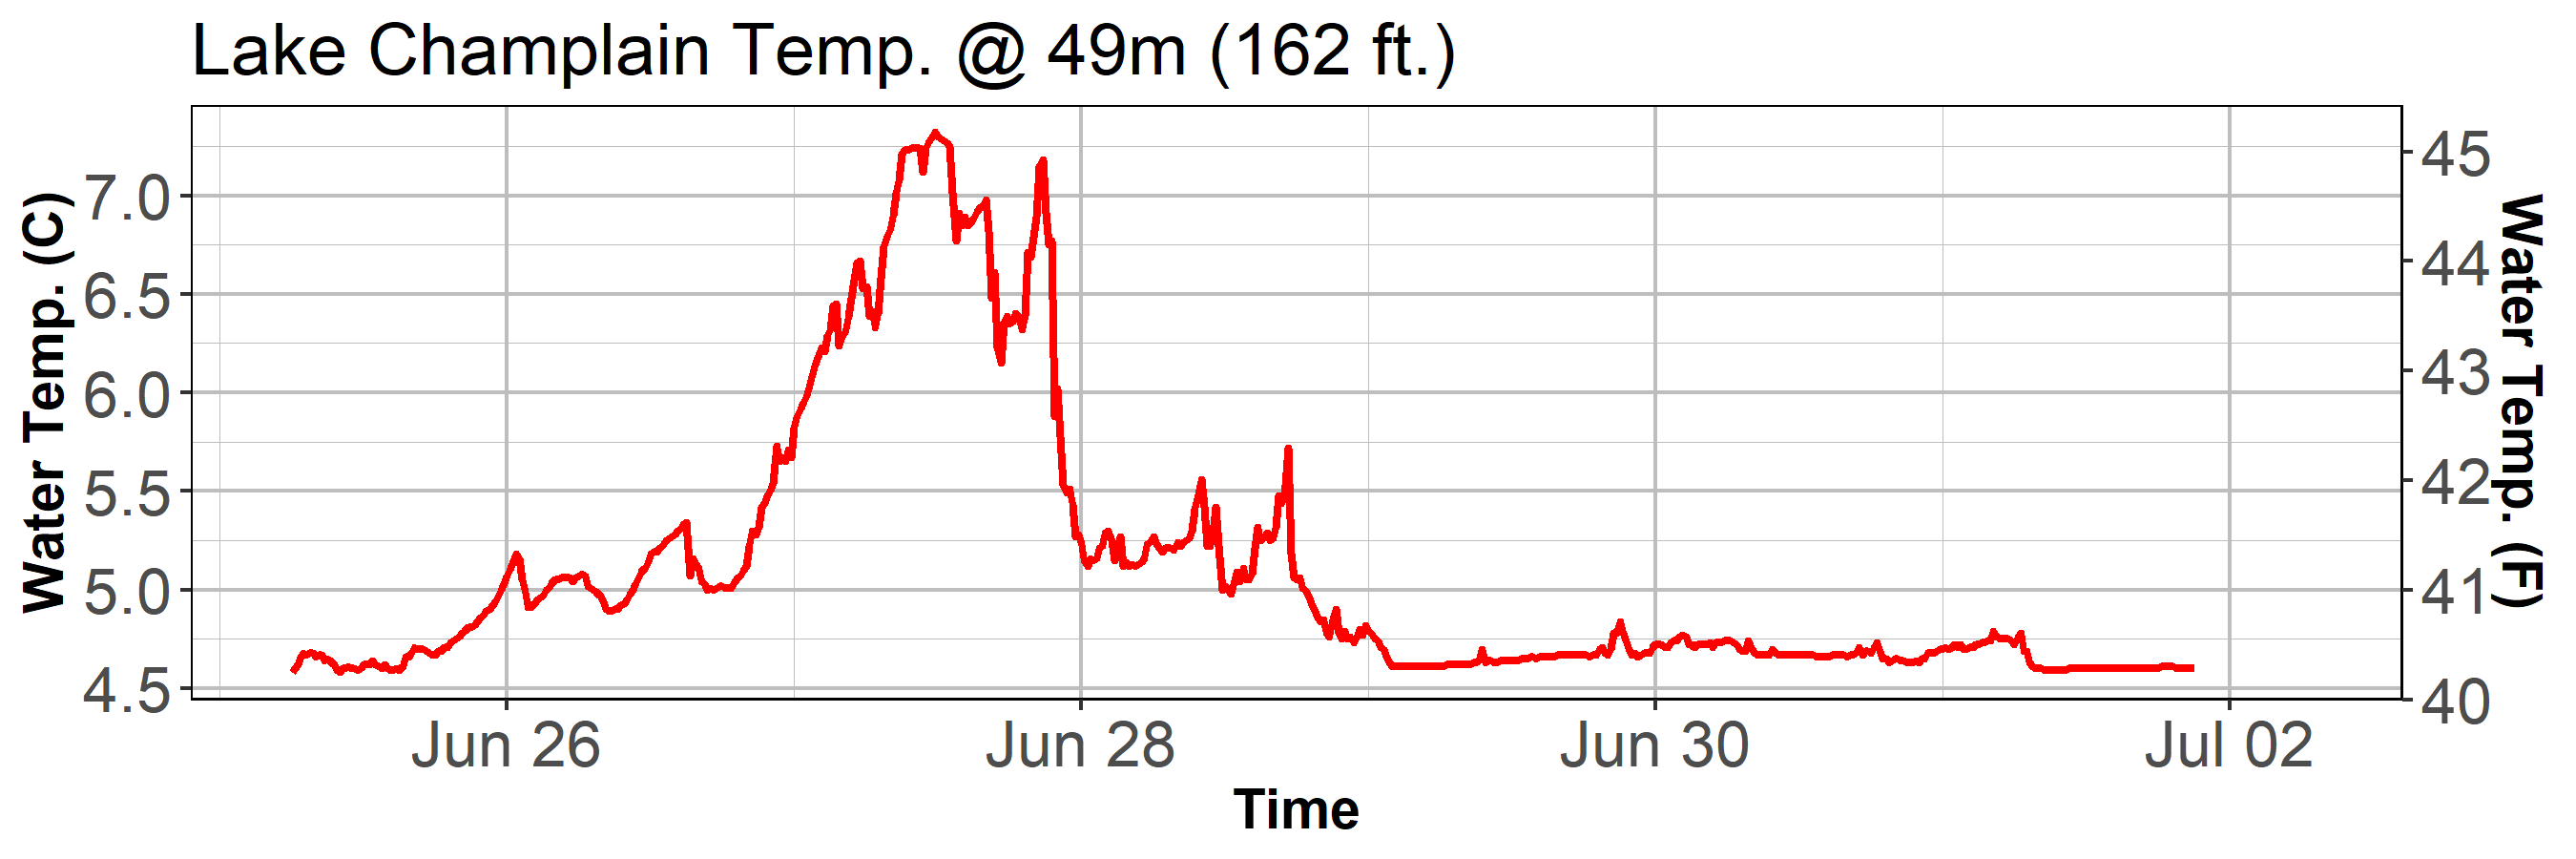 Lake Champlain Temp. @ 49m (162 ft.)
Water Temp. (C)
7.0
6.5
6.0
5.5
5.0
4.5
45
44
43
42
41
40
Water Temp. (F)
Jun 26
Jun 28
Jun 30
Jul 02
Time